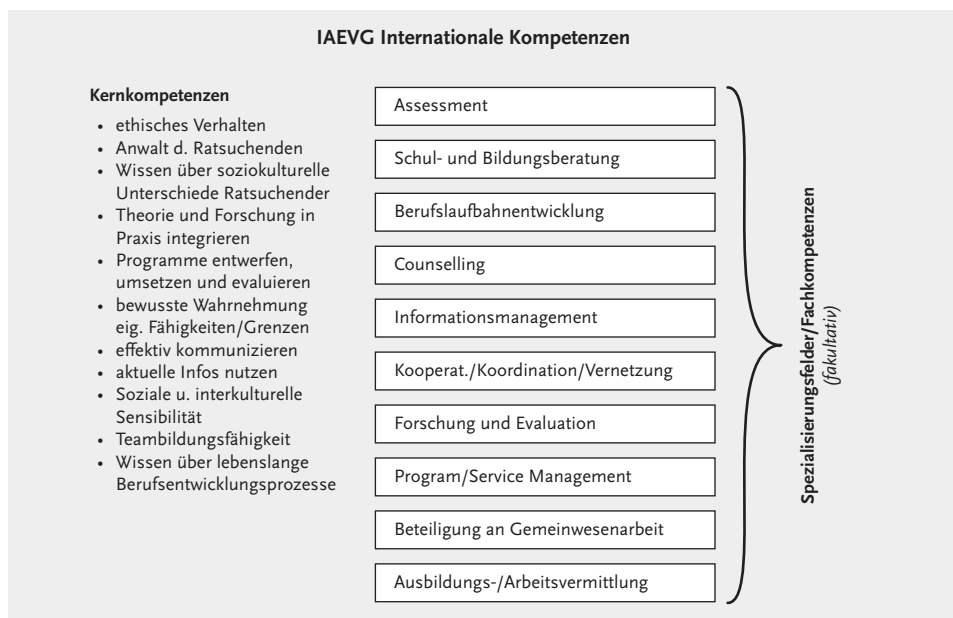 IAEVG Internationale Kompetenzen
Kernkompetenzen
• ethisches Verhalten
• Anwalt d. Ratsuchenden
• Wissen über soziokulturelle
Unterschiede Ratsuchender
• Theorie und Forschung in
Praxis integrieren
• Programme entwerfen,
umsetzen und evaluieren
• bewusste Wahrnehmung
eig. Fähigkeiten/Grenzen
• effektiv kommunizieren
• aktuelle Infos nutzen
• Soziale u. interkulturelle
Sensibilität
• Teambildungsfähigkeit
• Wissen über lebenslange
Berufsentwicklungsprozesse
Assessment
Schul- und Bildungsberatung
Berufslaufbahnentwicklung
Counselling
Informationsmanagement
Kooperat./Koordination/Vernetzung
Forschung und Evaluation
Program/Service Management
Beteiligung an Gemeinwesenarbeit
Ausbildungs-/Arbeitsvermittlung
Spezialisierungsfelder/Fachkompetenzen
(fakultativ)